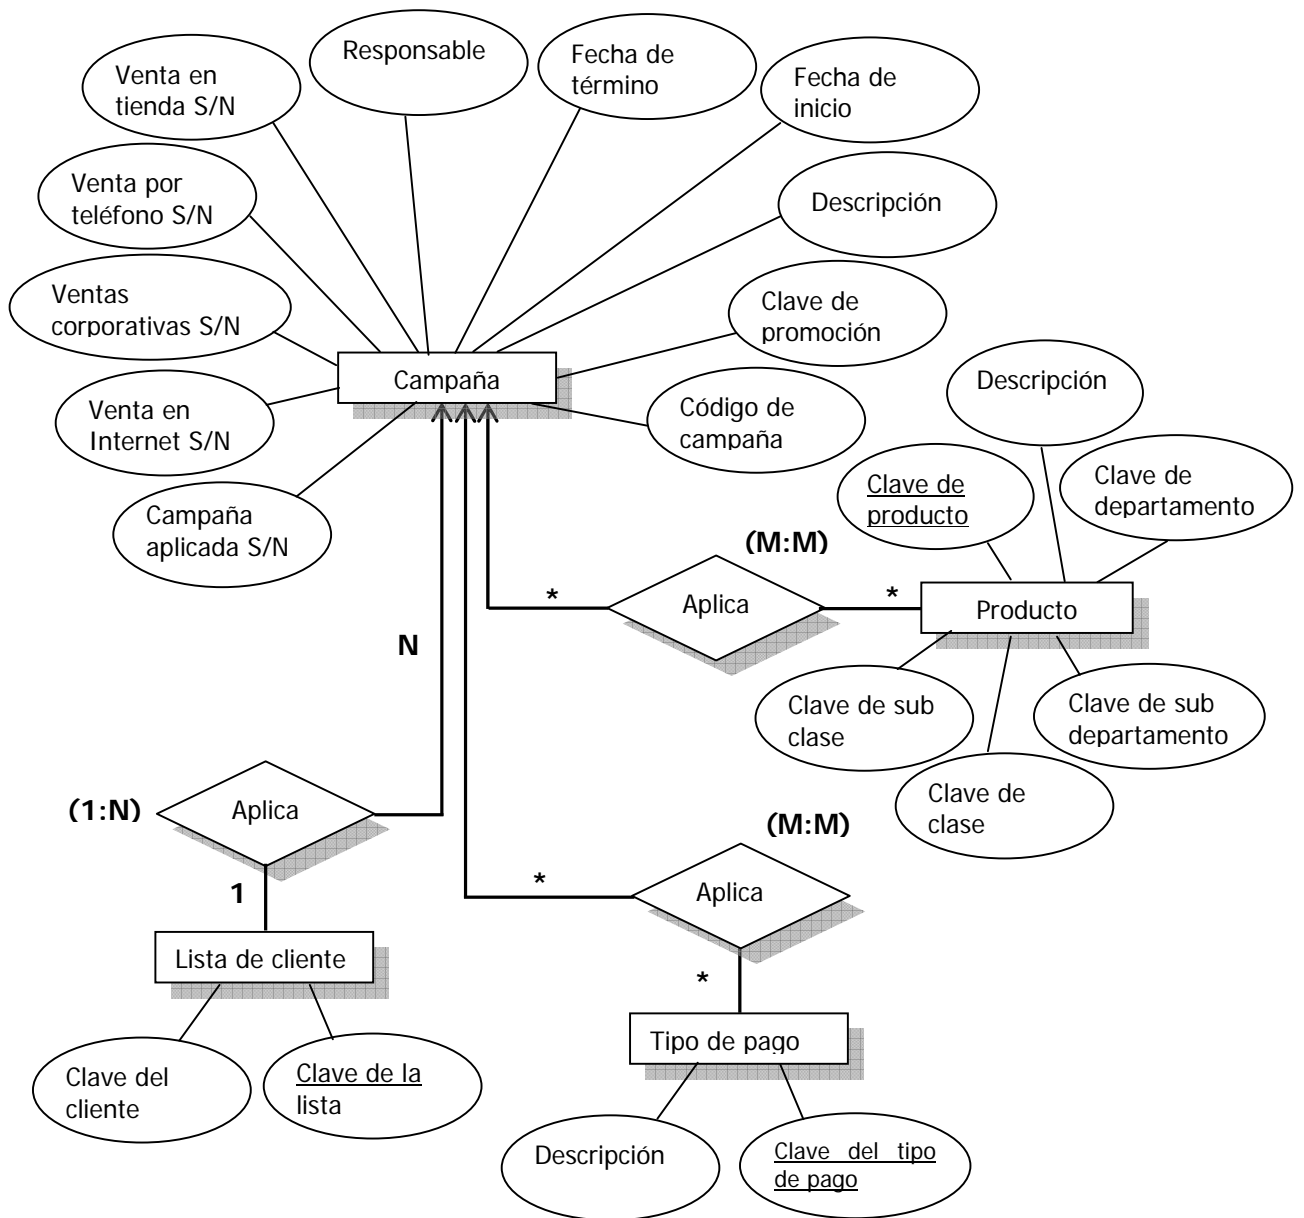 Responsable
Fecha de
término
Venta en
tienda S/N
Fecha de
inicio
Venta por
teléfono S/N
Descripción
Ventas
corporativas S/N
Clave de
promoción
Campaña
Descripción
Venta en
Internet S/N
Código de
campaña
Clave de
producto
Clave de
departamento
Campaña
aplicada S/N
(M:M)
*
Aplica
*
Producto
N
Clave de sub
clase
Clave de sub
departamento
Clave de
clase
(1:N)
Aplica
(M:M)
*
Aplica
1
Lista de cliente
*
Tipo de pago
Clave del
cliente
Clave de la
lista
Descripción
Clave del tipo
de pago